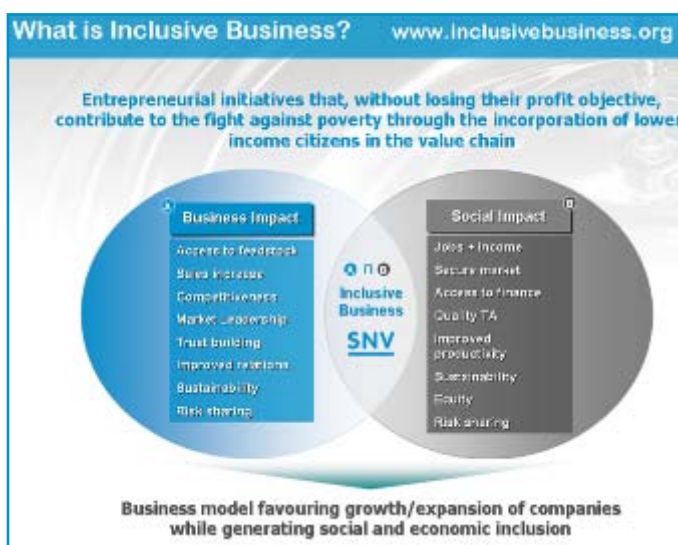 What is Inclusive Business? www.inclusivebusiness.org
Entrepreneurial initiatives that, without losing their profit objective,
contribute to the fight against poverty through the incorporation of lower
income citizens in the value chain
A
Business Impact
Access to feedstock
Sales increase
Competitiveness
Market Leadership
Trust building
Improved relations
Sustainability
Risk sharing
A ∩ B
Inclusive
Business
SNV
B
Social Impact
Jobs + Income
Secure market
Access to finance
Quality TA
Improved
productivity
Sustainability
Equity
Risk sharing
Business model favouring growth/expansion of companies
while generating social and economic inclusion